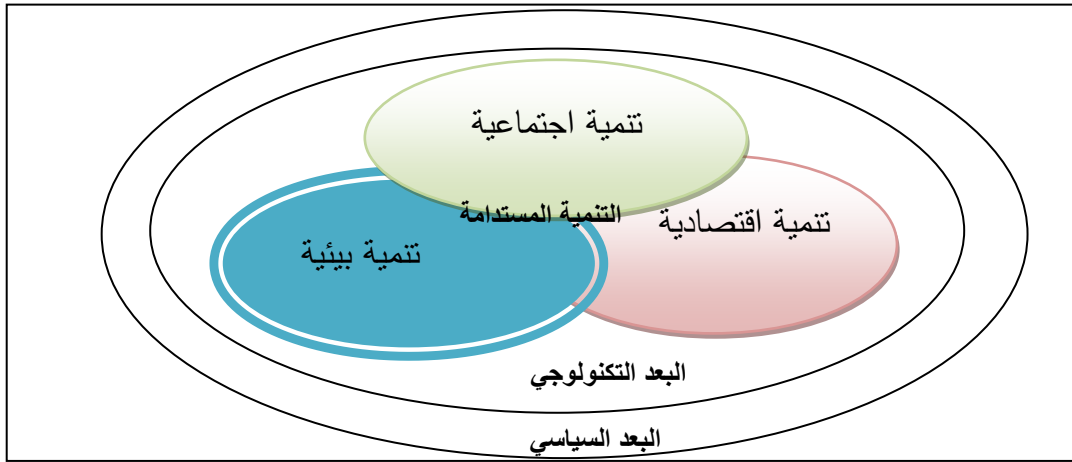 تنمية اجتماعية
التنمية المستدامة
تنمية اقتصادية
تنمية بيئية
البعد التكنولوجي
البعد السياسي